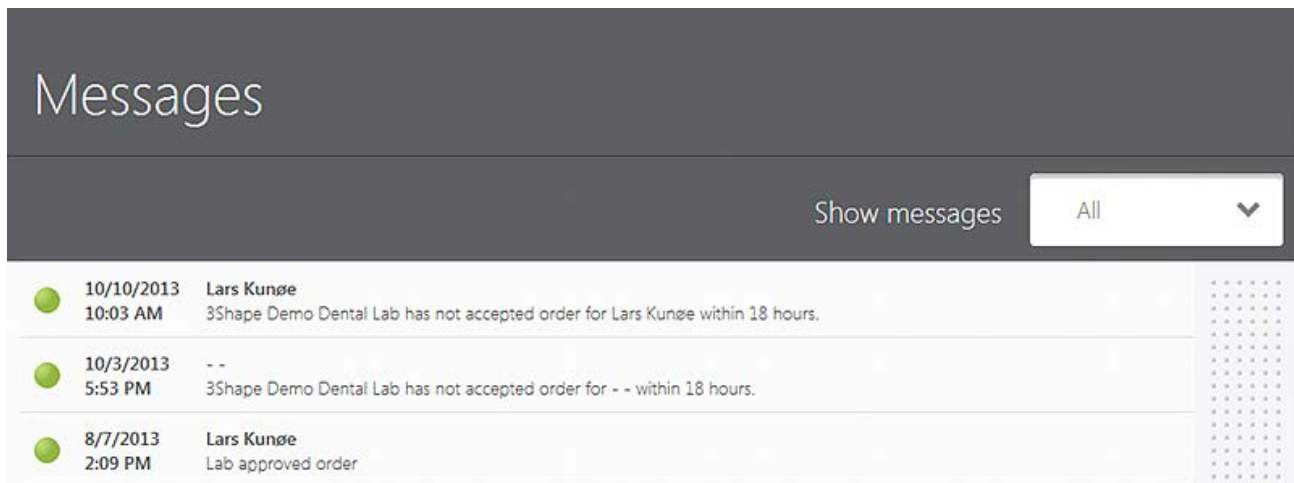 Messages
Show messages All
10/10/2013 Lars Kunøe
10:03 AM 3Shape Demo Dental Lab has not accepted order for Lars Kunøe within 18 hours.
10/3/2013 - -
5:53 PM 3Shape Demo Dental Lab has not accepted order for - - within 18 hours.
8/7/2013 Lars Kunøe
2:09 PM Lab approved order